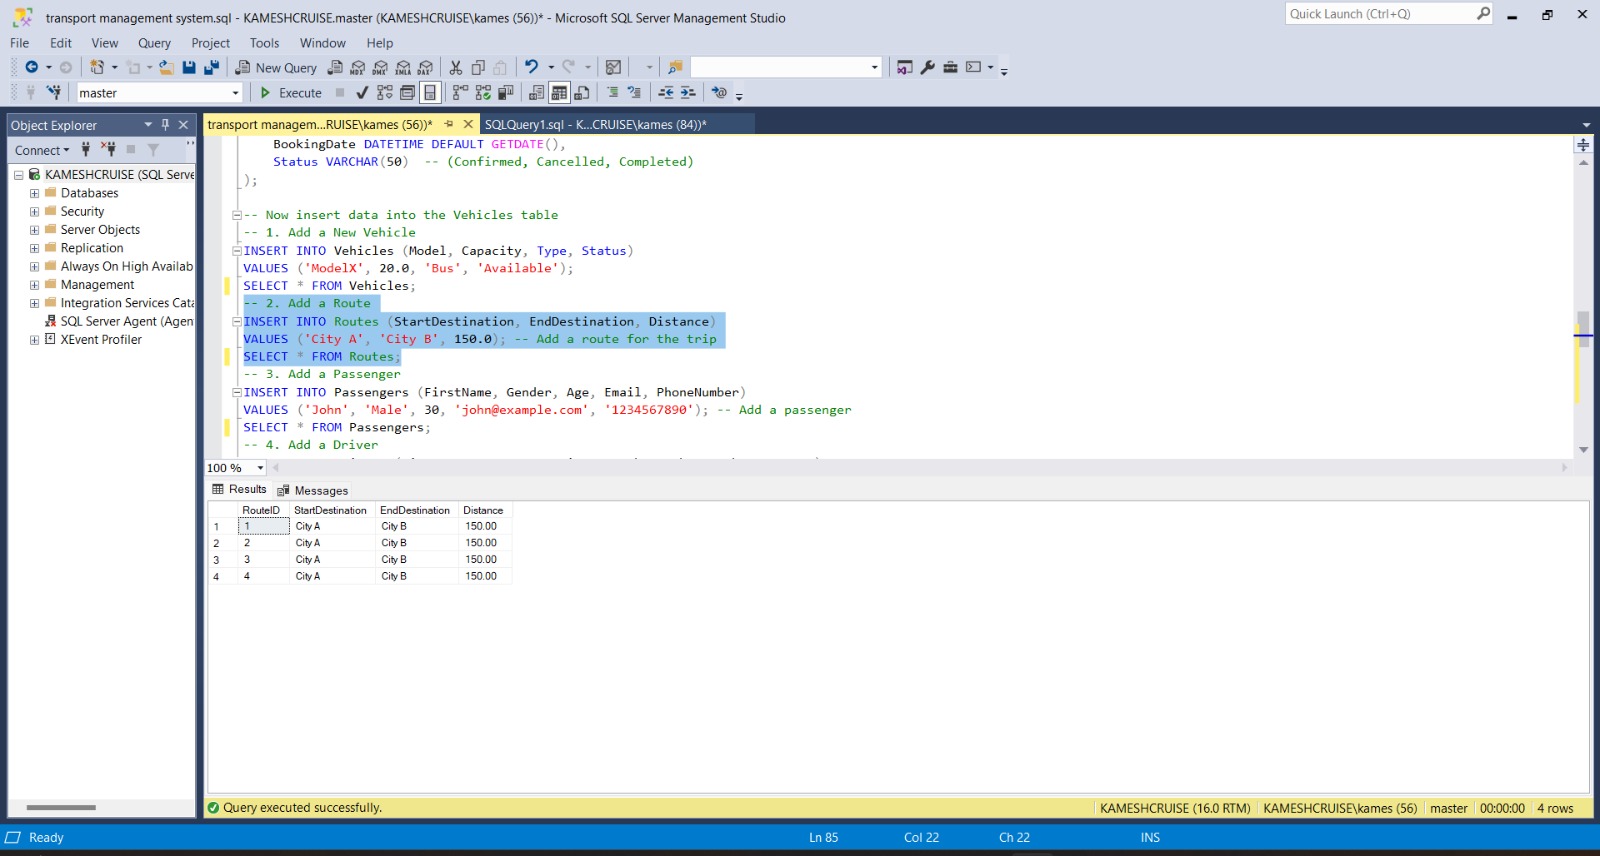 transport management system.sql - KAMESHCRUISE.master (KAMESHCRUISE\kames (56))* - Microsoft SQL Server Management Studio
Quick Launch (Ctrl+Q)
File Edit View Query Project Tools Window Help
New Query
MDX DMX XMLA DAX
master
Execute
Object Explorer
transport managem...RUISE\kames (56))*
SQLQuery1.sql - K...CRUISE\kames (84))*
Connect
KAMESHCRUISE (SQL Serve
Databases
Security
Server Objects
Replication
Always On High Availab
Management
Integration Services Cata
SQL Server Agent (Agen
XEvent Profiler
BookingDate DATETIME DEFAULT GETDATE(),
Status VARCHAR(50) -- (Confirmed, Cancelled, Completed)
);
-- Now insert data into the Vehicles table
-- 1. Add a New Vehicle
INSERT INTO Vehicles (Model, Capacity, Type, Status)
VALUES ('ModelX', 20.0, 'Bus', 'Available');
SELECT * FROM Vehicles;
-- 2. Add a Route
INSERT INTO Routes (StartDestination, EndDestination, Distance)
VALUES ('City A', 'City B', 150.0); -- Add a route for the trip
SELECT * FROM Routes;
-- 3. Add a Passenger
INSERT INTO Passengers (FirstName, Gender, Age, Email, PhoneNumber)
VALUES ('John', 'Male', 30, 'john@example.com', '1234567890'); -- Add a passenger
SELECT * FROM Passengers;
-- 4. Add a Driver
100 %
Results Messages
RouteID StartDestination EndDestination Distance
1 1 City A City B 150.00
2 2 City A City B 150.00
3 3 City A City B 150.00
4 4 City A City B 150.00
Query executed successfully.
KAMESHCRUISE (16.0 RTM) KAMESHCRUISE\kames (56) master 00:00:00 4 rows
Ready Ln 85 Col 22 Ch 22 INS